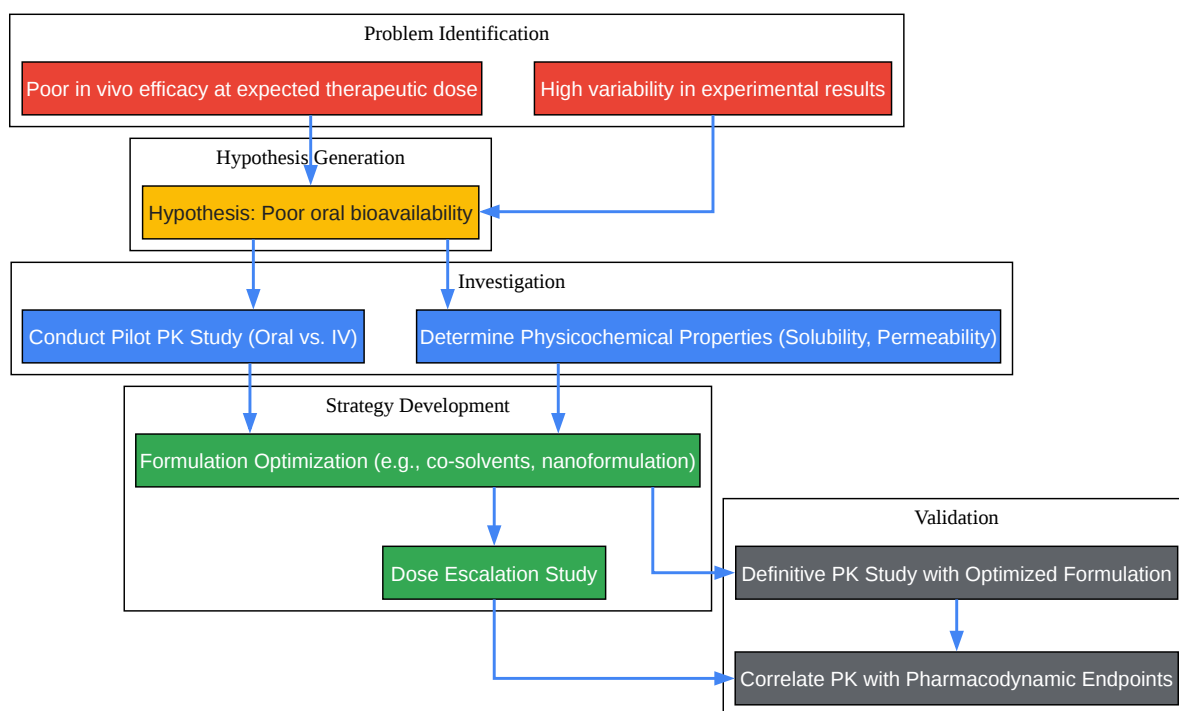 Problem Identification
Poor in vivo efficacy at expected therapeutic dose
High variability in experimental results
Hypothesis Generation
Hypothesis: Poor oral bioavailability
Investigation
Conduct Pilot PK Study (Oral vs. IV)
Determine Physicochemical Properties (Solubility, Permeability)
Strategy Development
Formulation Optimization (e.g., co-solvents, nanoformulation)
Dose Escalation Study
Validation
Definitive PK Study with Optimized Formulation
Correlate PK with Pharmacodynamic Endpoints